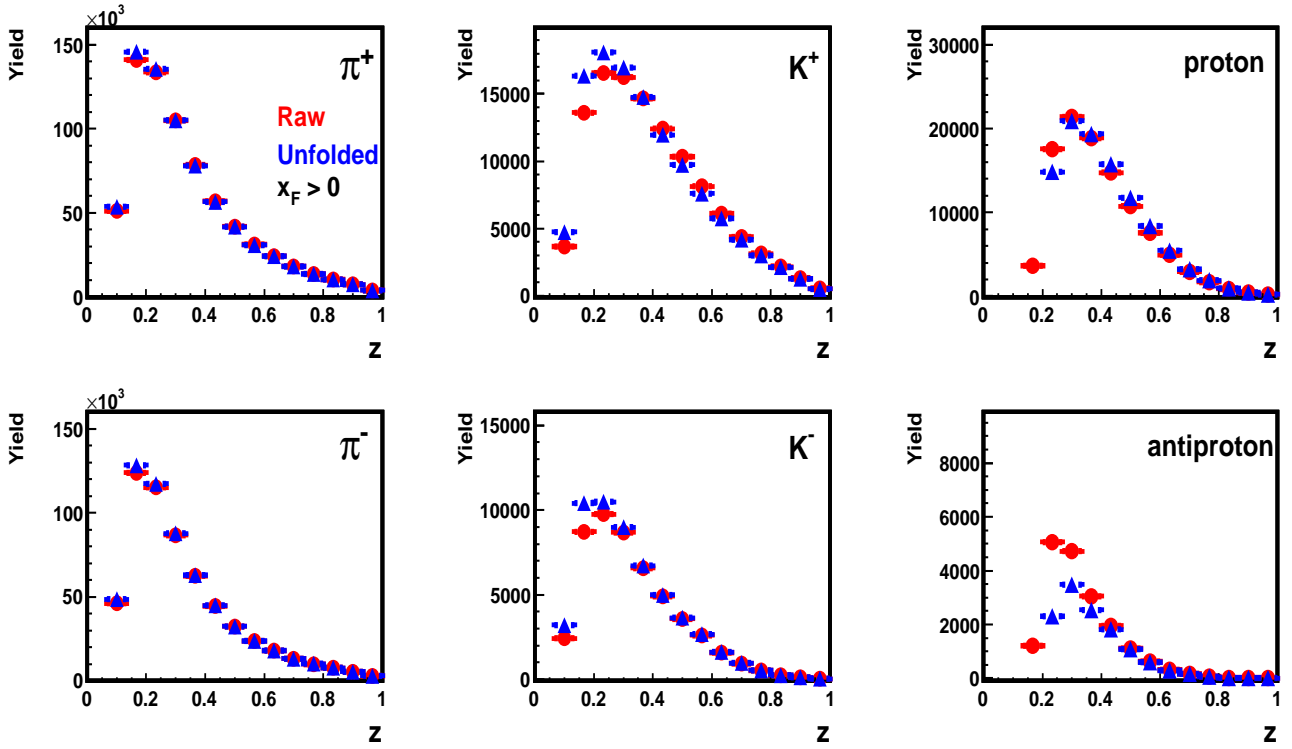 ×10³
Yield
150
100
50
0
0 0.2 0.4 0.6 0.8 1
z
π⁺
Raw
Unfolded
x_F > 0
Yield
15000
10000
5000
0
0 0.2 0.4 0.6 0.8 1
z
K⁺
Yield
30000
20000
10000
0
0 0.2 0.4 0.6 0.8 1
z
proton
×10³
Yield
150
100
50
0
0 0.2 0.4 0.6 0.8 1
z
π⁻
Yield
15000
10000
5000
0
0 0.2 0.4 0.6 0.8 1
z
K⁻
Yield
8000
6000
4000
2000
0
0 0.2 0.4 0.6 0.8 1
z
antiproton